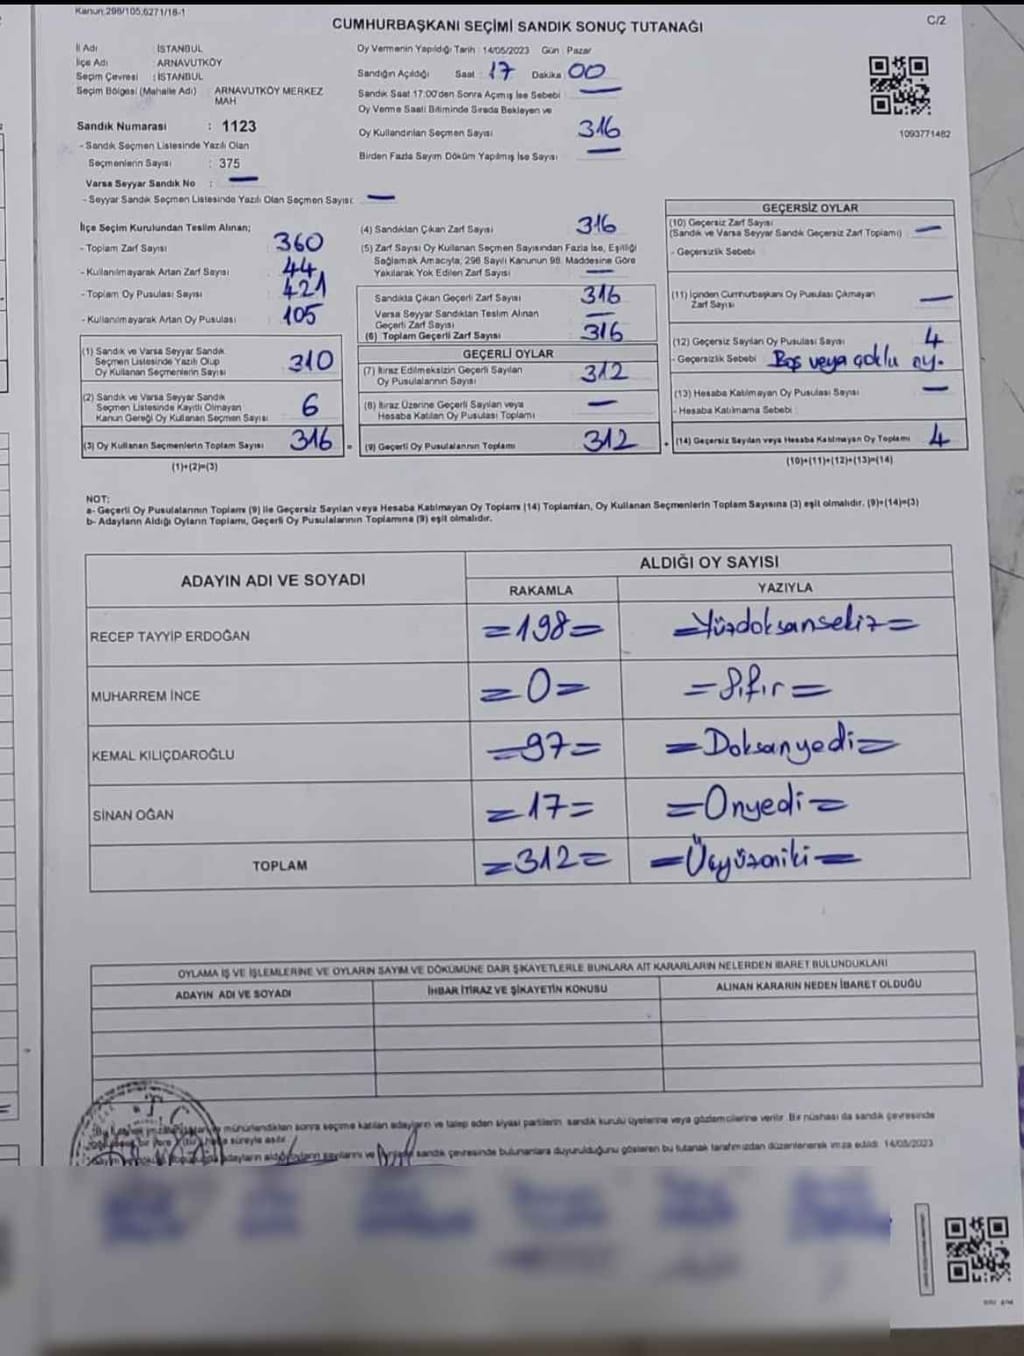 Kanun 298/105,6271/16-1
CUMHURBAŞKANI SEÇİMİ SANDIK SONUÇ TUTANAĞI
C/2
İl Adı : İSTANBUL
İlçe Adı : ARNAVUTKÖY
Seçim Çevresi : İSTANBUL
Seçim Bölgesi (Mahalle Adı) ARNAVUTKÖY MERKEZ
MAH
Sandık Numarası : 1123
- Sandık Seçmen Listesinde Yazılı Olan
Seçmenlerin Sayısı : 375
Varsa Seyyar Sandık No : —
- Seyyar Sandık Seçmen Listesinde Yazılı Olan Seçmen Sayısı: —
Oy Vermenin Yapıldığı Tarih : 14/05/2023 Gün : Pazar
Sandığın Açıldığı Saat : 17 Dakika : 00
Sandık Saat 17:00'den Sonra Açımış İse Sebebi —
Oy Verme Saati Bitiminde Sırada Bekleyen ve
Oy Kullandırılan Seçmen Sayısı 316
Birden Fazla Sayım Döküm Yapılmış İse Sayısı —
1093771462
İlçe Seçim Kurulundan Teslim Alınan;
- Toplam Zarf Sayısı 360
- Kullanılmayarak Artan Zarf Sayısı 44
- Toplam Oy Pusulası Sayısı 421
- Kullanılmayarak Artan Oy Pusulası 105
(1) Sandık ve Varsa Seyyar Sandık
Seçmen Listesinde Yazılı Olup
Oy Kullanan Seçmenlerin Sayısı 310
(2) Sandık ve Varsa Seyyar Sandık
Seçmen Listesinde Kayıtlı Olmayan
Kanun Gereği Oy Kullanan Seçmen Sayısı 6
(3) Oy Kullanan Seçmenlerin Toplam Sayısı 316 =
(1)+(2)=(3)
(4) Sandıktan Çıkan Zarf Sayısı 316
(5) Zarf Sayısı Oy Kullanan Seçmen Sayısından Fazla İse, Eşitliği
Sağlamak Amacıyla, 298 Sayılı Kanunun 98. Maddesine Göre
Yakılarak Yok Edilen Zarf Sayısı —
Sandıkta Çıkan Geçerli Zarf Sayısı 316
Varsa Seyyar Sandıktan Teslim Alınan
Geçerli Zarf Sayısı —
(6) Toplam Geçerli Zarf Sayısı 316
GEÇERLİ OYLAR
(7) İtiraz Edilmeksizin Geçerli Sayılan
Oy Pusulalarının Sayısı 312
(8) İtiraz Üzerine Geçerli Sayılan veya
Hesaba Katılan Oy Pusulası Toplamı —
(9) Geçerli Oy Pusulalarının Toplamı 312 +
GEÇERSİZ OYLAR
(10) Geçersiz Zarf Sayısı
(Sandık ve Varsa Seyyar Sandık Geçersiz Zarf Toplamı) —
- Geçersizlik Sebebi
(11) İçinden Cumhurbaşkanı Oy Pusulası Çıkmayan
Zarf Sayısı —
(12) Geçersiz Sayılan Oy Pusulası Sayısı 4
- Geçersizlik Sebebi Boş veya çoklu oy.
(13) Hesaba Katılmayan Oy Pusulası Sayısı —
- Hesaba Katılmama Sebebi
(14) Geçersiz Sayılan veya Hesaba Katılmayan Oy Toplamı 4
(10)+(11)+(12)+(13)=(14)
NOT:
a- Geçerli Oy Pusulalarının Toplamı (9) ile Geçersiz Sayılan veya Hesaba Katılmayan Oy Toplamı (14) Toplamları, Oy Kullanan Seçmenlerin Toplam Sayısına (3) eşit olmalıdır. (9)+(14)=(3)
b- Adayların Aldığı Oyların Toplamı, Geçerli Oy Pusulalarının Toplamına (9) eşit olmalıdır.
ADAYIN ADI VE SOYADI
ALDIĞI OY SAYISI
RAKAMLA YAZIYLA
RECEP TAYYİP ERDOĞAN =198= =Yüzdoksansekiz=
MUHARREM İNCE =0= =Sıfır=
KEMAL KILIÇDAROĞLU =97= =Doksanyedi=
SİNAN OĞAN =17= =Onyedi=
TOPLAM =312= =Üçyüzoniki=
OYLAMA İŞ VE İŞLEMLERİNE VE OYLARIN SAYIM VE DÖKÜMÜNE DAİR ŞİKAYETLERLE BUNLARA AİT KARARLARIN NELERDEN İBARET BULUNDUKLARI
ADAYIN ADI VE SOYADI İHBAR İTİRAZ VE ŞİKAYETİN KONUSU ALINAN KARARIN NEDEN İBARET OLDUĞU
T.C
mühürlendikten sonra seçime katılan adayların ve talep eden siyasi partilerin sandık kurulu üyelerine veya gözlemcilerine verilir. Bir nüshası da sandık çevresinde
süreyle asılır.
adayların sandık çevresinde bulunanlara duyurulduğunu gösteren bu tutanak tarafımızdan düzenlenerek imza edildi. 14/05/2023